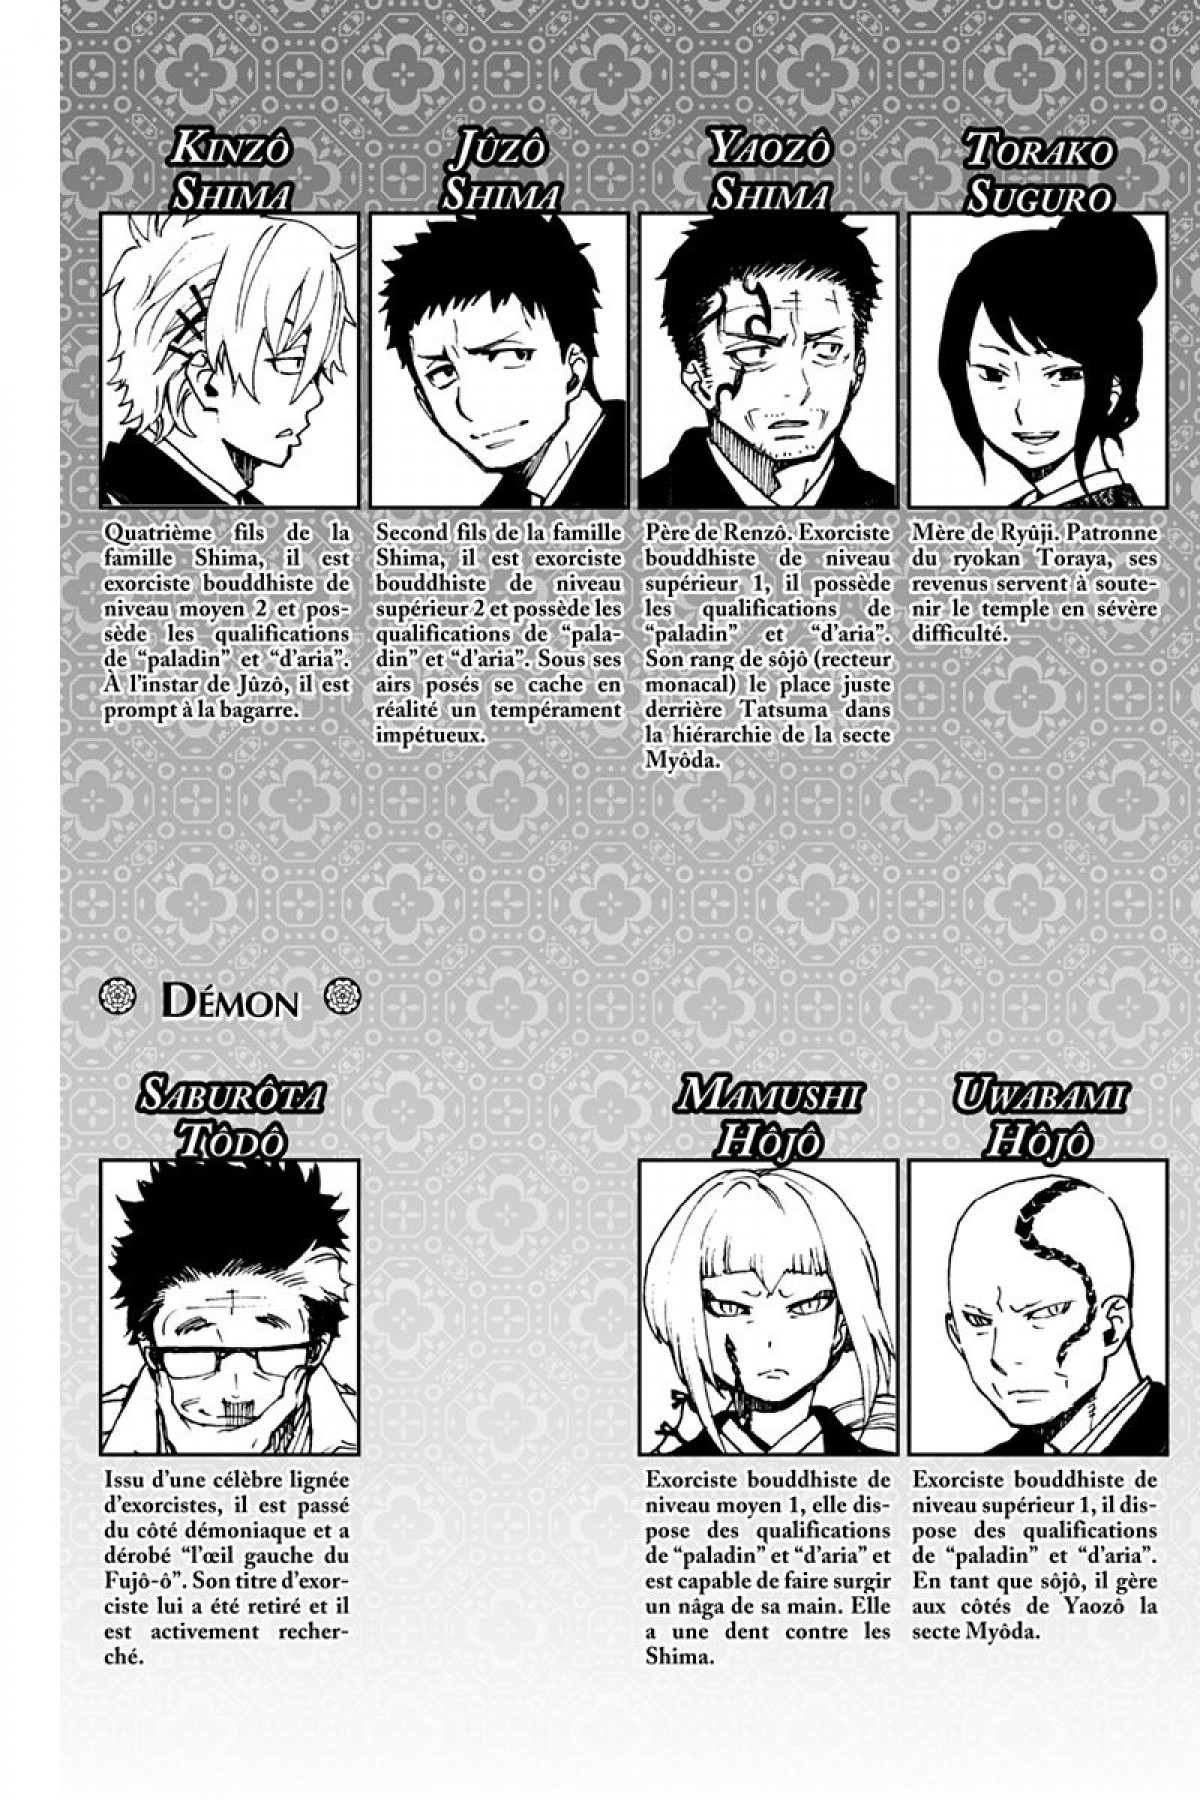 Kinzô
Shima
Quatrième fils de la
famille Shima, il est
exorciste bouddhiste de
niveau moyen 2 et pos-
sède les qualifications
de “paladin” et “d’aria”.
À l’instar de Jûzô, il est
prompt à la bagarre.
Jûzô
Shima
Second fils de la famille
Shima, il est exorciste
bouddhiste de niveau
supérieur 2 et possède les
qualifications de “pala-
din” et “d’aria”. Sous ses
airs posés se cache en
réalité un tempérament
impétueux.
Yaozô
Shima
Père de Renzô. Exorciste
bouddhiste de niveau
supérieur 1, il possède
les qualifications de
“paladin” et “d’aria”.
Son rang de sôjô (recteur
monacal) le place juste
derrière Tatsuma dans
la hiérarchie de la secte
Myôda.
Torako
Suguro
Mère de Ryûji. Patronne
du ryokan Toraya, ses
revenus servent à soute-
nir le temple en sévère
difficulté.
Démon
Saburôta
Tôdô
Issu d’une célèbre lignée
d’exorcistes, il est passé
du côté démoniaque et a
dérobé “l’œil gauche du
Fujô-ô”. Son titre d’exor-
ciste lui a été retiré et il
est activement recher-
ché.
Mamushi
Hôjô
Exorciste bouddhiste de
niveau moyen 1, elle dis-
pose des qualifications
de “paladin” et “d’aria” et
est capable de faire surgir
un nâga de sa main. Elle
a une dent contre les
Shima.
Uwabami
Hôjô
Exorciste bouddhiste de
niveau supérieur 1, il dis-
pose des qualifications
de “paladin” et “d’aria”.
En tant que sôjô, il gère
aux côtés de Yaozô la
secte Myôda.